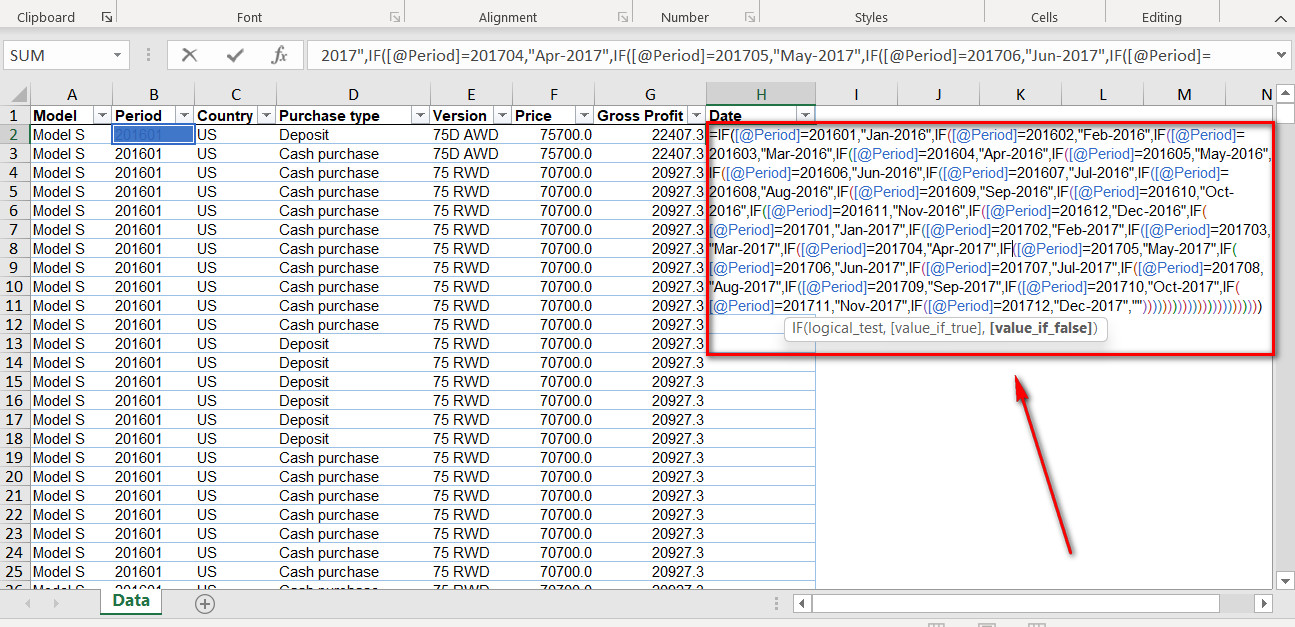 Clipboard Font Alignment Number Styles Cells Editing
SUM fx 2017",IF([@Period]=201704,"Apr-2017",IF([@Period]=201705,"May-2017",IF([@Period]=201706,"Jun-2017",IF([@Period]=
A B C D E F G H I J K L M N
1 Model Period Country Purchase type Version Price Gross Profit Date
2 Model S 201601 US Deposit 75D AWD 75700.0 22407.3 =IF([@Period]=201601,"Jan-2016",IF([@Period]=201602,"Feb-2016",IF([@Period]=
3 Model S 201601 US Cash purchase 75D AWD 75700.0 22407.3 201603,"Mar-2016",IF([@Period]=201604,"Apr-2016",IF([@Period]=201605,"May-2016",
4 Model S 201601 US Cash purchase 75 RWD 70700.0 20927.3 IF([@Period]=201606,"Jun-2016",IF([@Period]=201607,"Jul-2016",IF([@Period]=
5 Model S 201601 US Cash purchase 75 RWD 70700.0 20927.3 201608,"Aug-2016",IF([@Period]=201609,"Sep-2016",IF([@Period]=201610,"Oct-
6 Model S 201601 US Cash purchase 75 RWD 70700.0 20927.3 2016",IF([@Period]=201611,"Nov-2016",IF([@Period]=201612,"Dec-2016",IF(
7 Model S 201601 US Cash purchase 75 RWD 70700.0 20927.3 [@Period]=201701,"Jan-2017",IF([@Period]=201702,"Feb-2017",IF([@Period]=201703,
8 Model S 201601 US Cash purchase 75 RWD 70700.0 20927.3 "Mar-2017",IF([@Period]=201704,"Apr-2017",IF([@Period]=201705,"May-2017",IF(
9 Model S 201601 US Cash purchase 75 RWD 70700.0 20927.3 [@Period]=201706,"Jun-2017",IF([@Period]=201707,"Jul-2017",IF([@Period]=201708,
10 Model S 201601 US Cash purchase 75 RWD 70700.0 20927.3 "Aug-2017",IF([@Period]=201709,"Sep-2017",IF([@Period]=201710,"Oct-2017",IF(
11 Model S 201601 US Cash purchase 75 RWD 70700.0 20927.3 [@Period]=201711,"Nov-2017",IF([@Period]=201712,"Dec-2017",""))))))))))))))))))))))))
12 Model S 201601 US Cash purchase 75 RWD 70700.0 20927.3 IF(logical_test, [value_if_true], [value_if_false])
13 Model S 201601 US Deposit 75 RWD 70700.0 20927.3
14 Model S 201601 US Deposit 75 RWD 70700.0 20927.3
15 Model S 201601 US Deposit 75 RWD 70700.0 20927.3
16 Model S 201601 US Deposit 75 RWD 70700.0 20927.3
17 Model S 201601 US Deposit 75 RWD 70700.0 20927.3
18 Model S 201601 US Deposit 75 RWD 70700.0 20927.3
19 Model S 201601 US Cash purchase 75 RWD 70700.0 20927.3
20 Model S 201601 US Cash purchase 75 RWD 70700.0 20927.3
21 Model S 201601 US Cash purchase 75 RWD 70700.0 20927.3
22 Model S 201601 US Cash purchase 75 RWD 70700.0 20927.3
23 Model S 201601 US Cash purchase 75 RWD 70700.0 20927.3
24 Model S 201601 US Cash purchase 75 RWD 70700.0 20927.3
25 Model S 201601 US Cash purchase 75 RWD 70700.0 20927.3
Data